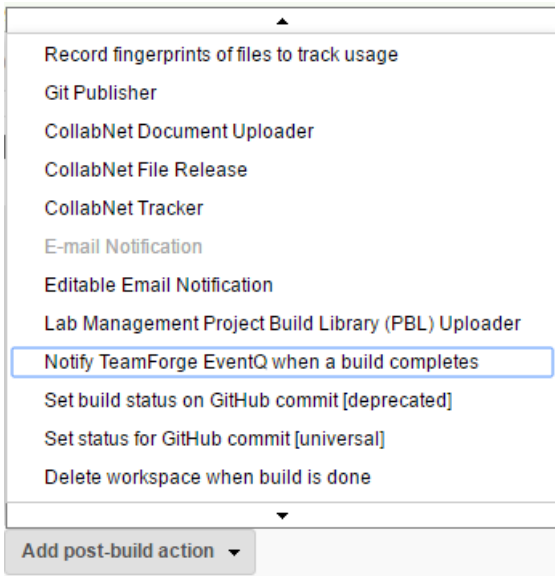 Record fingerprints of files to track usage
Git Publisher
CollabNet Document Uploader
CollabNet File Release
CollabNet Tracker
E-mail Notification
Editable Email Notification
Lab Management Project Build Library (PBL) Uploader
Notify TeamForge EventQ when a build completes
Set build status on GitHub commit [deprecated]
Set status for GitHub commit [universal]
Delete workspace when build is done
Add post-build action